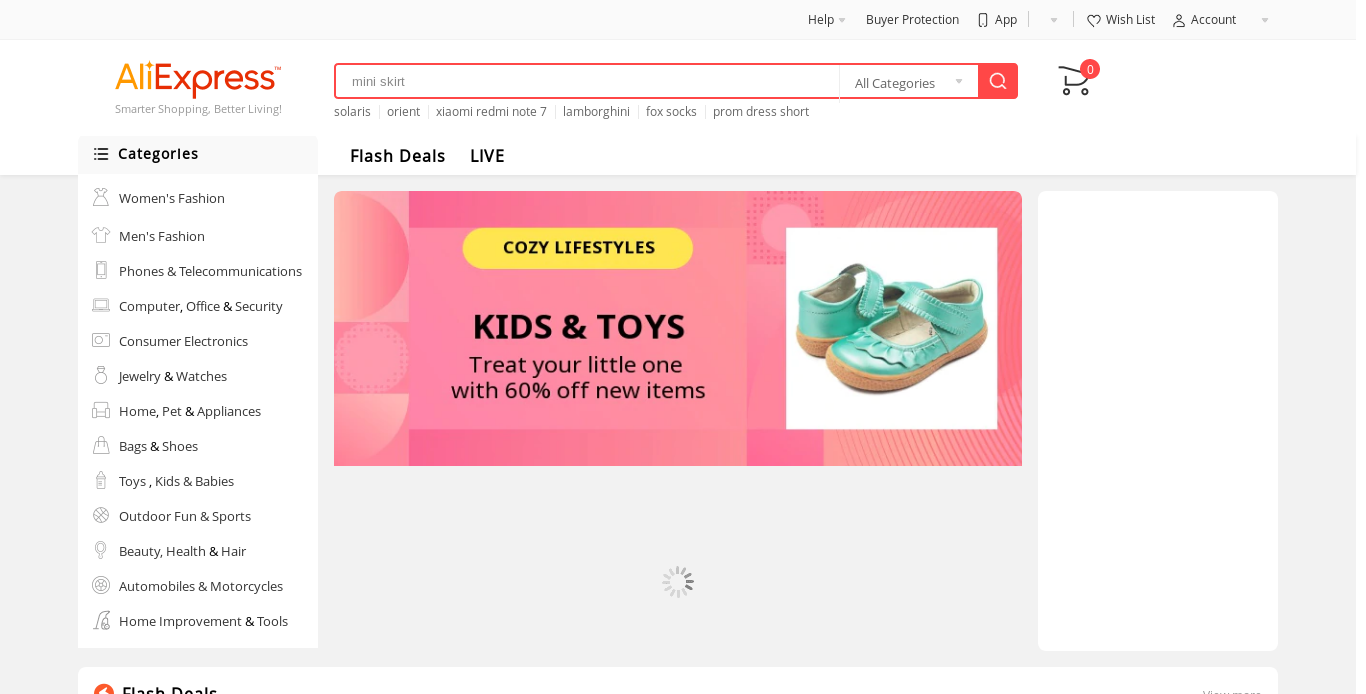 Help
Buyer Protection
App
Wish List
Account
AliExpress™
Smarter Shopping, Better Living!
mini skirt
All Categories
0
solaris
orient
xiaomi redmi note 7
lamborghini
fox socks
prom dress short
Categories
Flash Deals
LIVE
Women's Fashion
Men's Fashion
Phones & Telecommunications
Computer, Office & Security
Consumer Electronics
Jewelry & Watches
Home, Pet & Appliances
Bags & Shoes
Toys , Kids & Babies
Outdoor Fun & Sports
Beauty, Health & Hair
Automobiles & Motorcycles
Home Improvement & Tools
COZY LIFESTYLES
KIDS & TOYS
Treat your little one
with 60% off new items
Flash Deals
View more